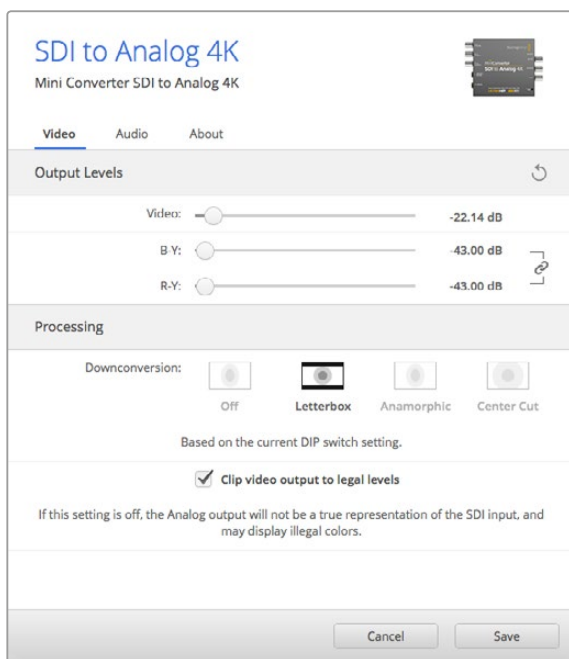 SDI to Analog 4K
Mini Converter SDI to Analog 4K
Video Audio About
Output Levels
Video: -22.14 dB
B-Y: -43.00 dB
R-Y: -43.00 dB
Processing
Downconversion:
Off Letterbox Anamorphic Center Cut
Based on the current DIP switch setting.
Clip video output to legal levels
If this setting is off, the Analog output will not be a true representation of the SDI input, and
may display illegal colors.
Cancel Save